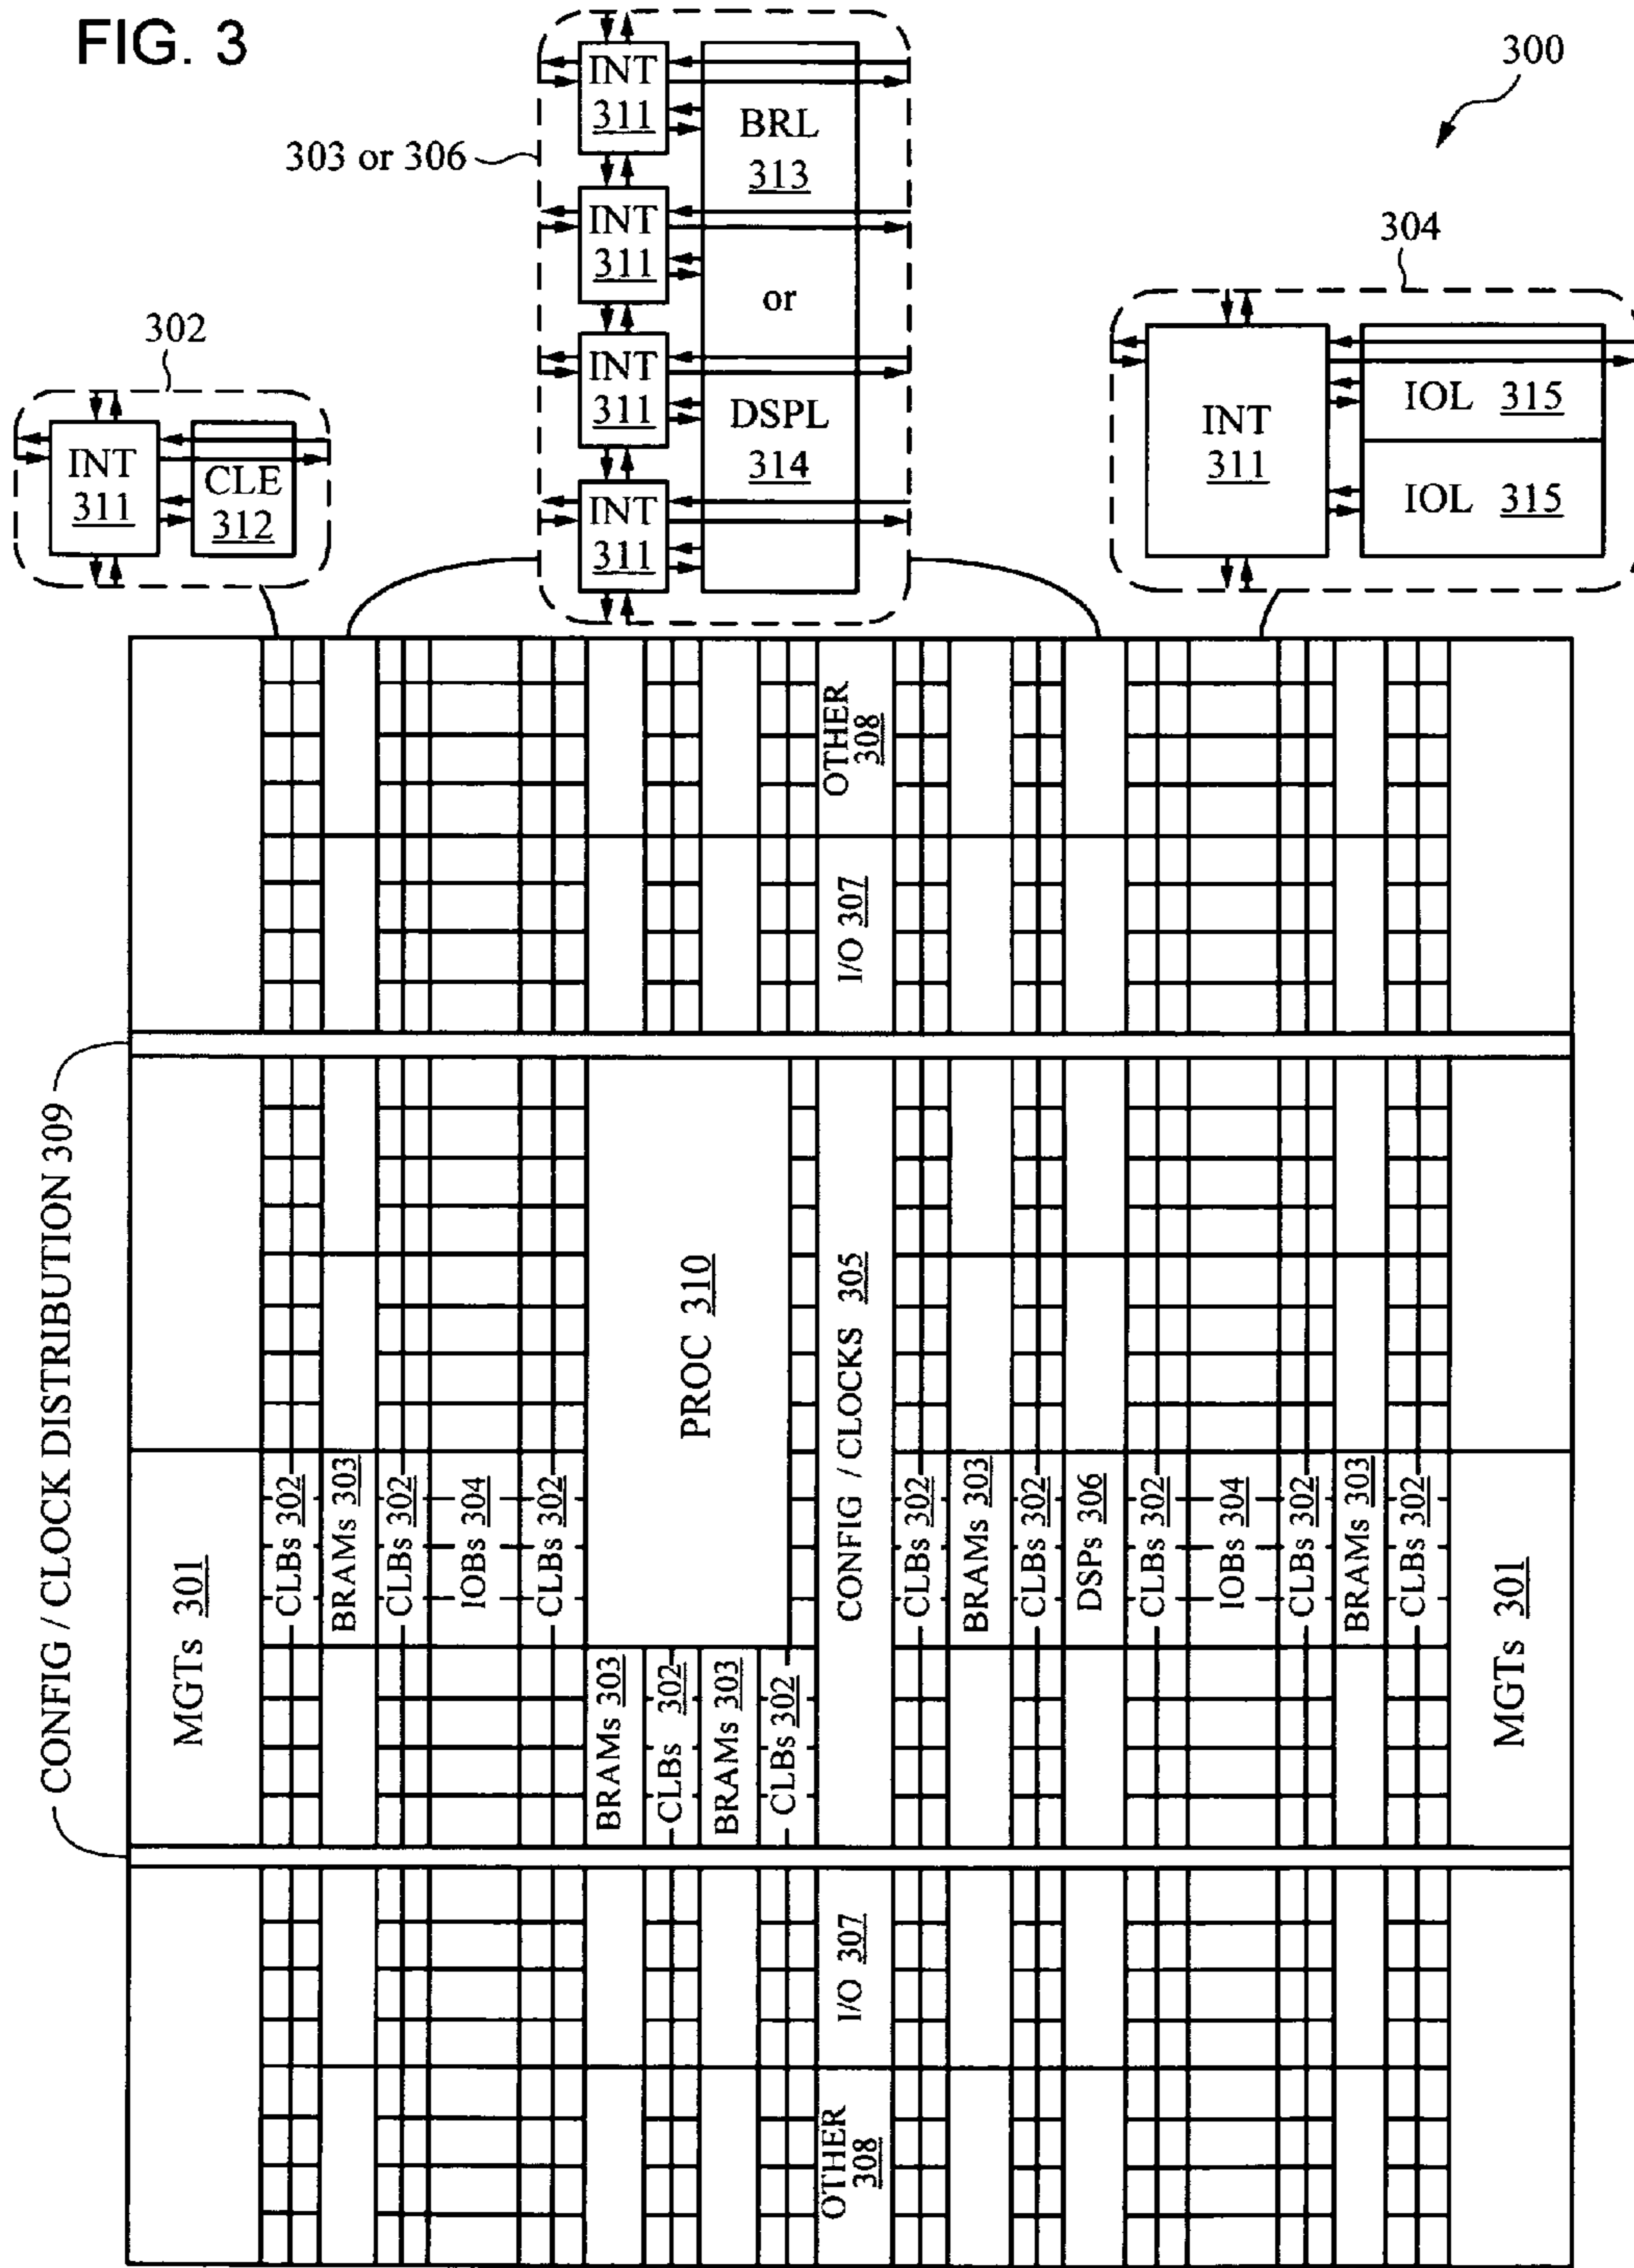 FIG. 3
300
303 or 306
INT
311
INT
311
INT
311
INT
311
BRL
313
or
DSPL
314
302
INT
311
CLE
312
304
INT
311
IOL 315
IOL 315
OTHER
308
I/O 307
CONFIG / CLOCK DISTRIBUTION 309
PROC 310
CONFIG / CLOCKS 305
MGTs 301
CLBs 302
BRAMs 303
CLBs 302
IOBs 304
CLBs 302
BRAMs 303
CLBs 302
BRAMs 303
CLBs 302
CLBs 302
BRAMs 303
CLBs 302
DSPs 306
CLBs 302
IOBs 304
CLBs 302
BRAMs 303
CLBs 302
MGTs 301
I/O 307
OTHER
308